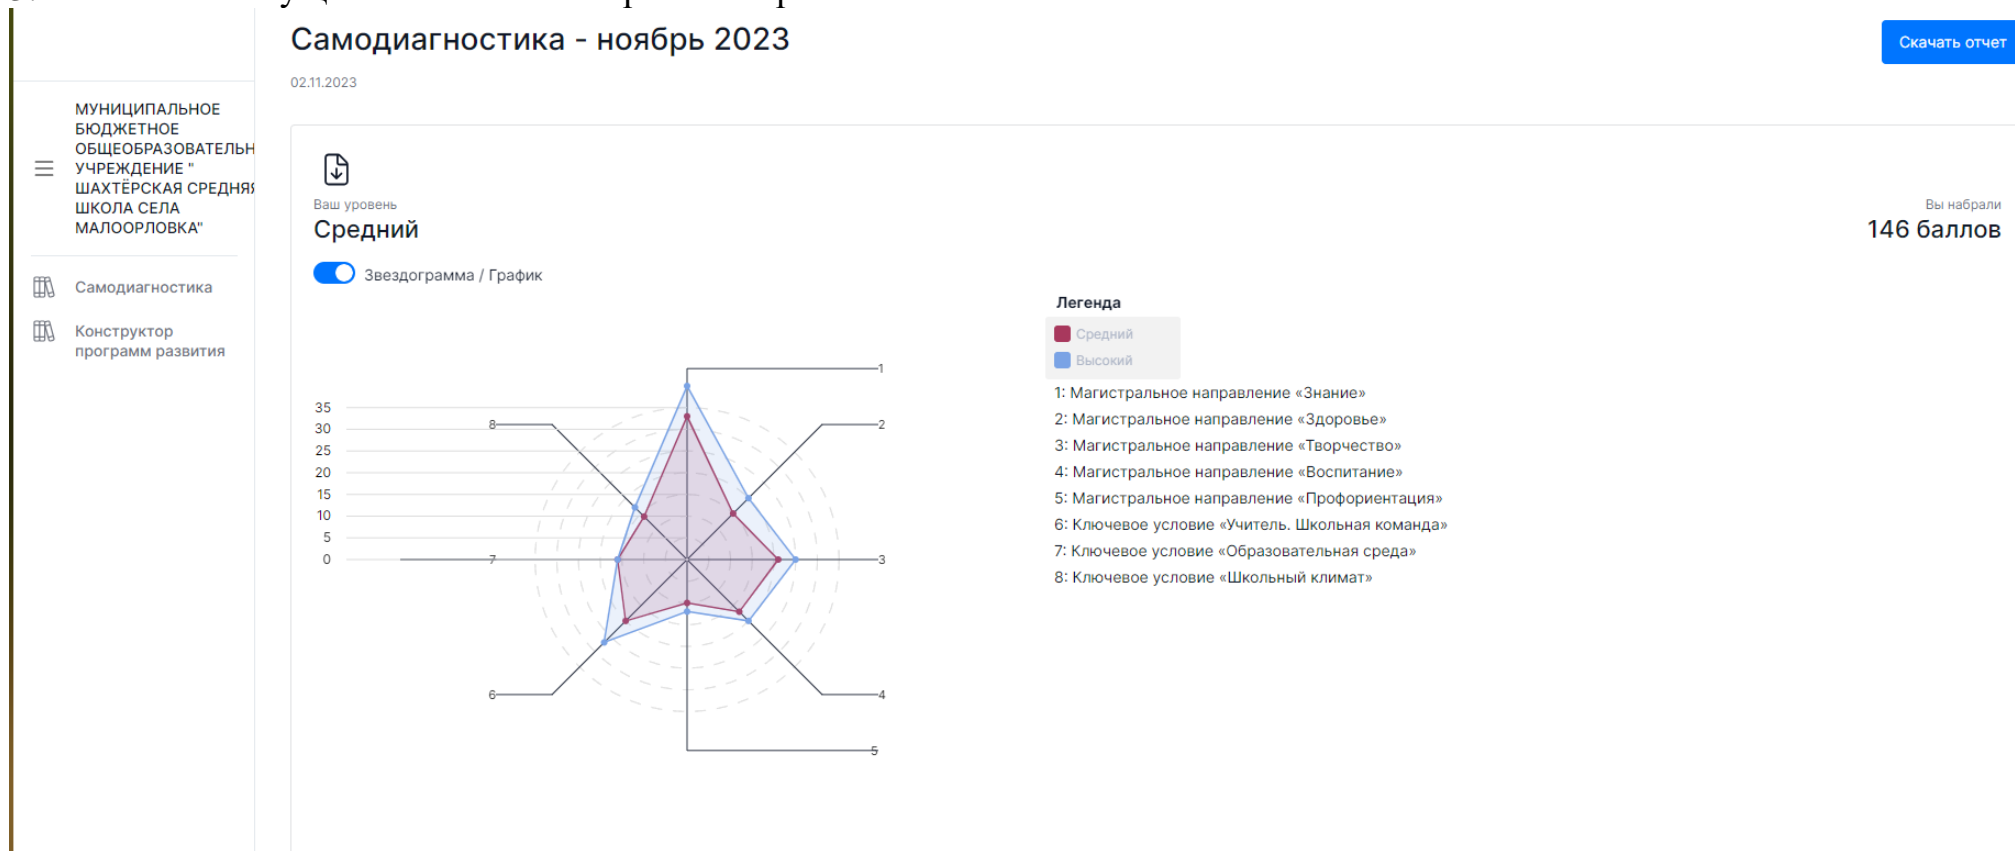 Самодиагностика - ноябрь 2023
Скачать отчет
02.11.2023
МУНИЦИПАЛЬНОЕ
БЮДЖЕТНОЕ
ОБЩЕОБРАЗОВАТЕЛЬН
УЧРЕЖДЕНИЕ "
ШАХТЁРСКАЯ СРЕДНЯЯ
ШКОЛА СЕЛА
МАЛООРЛОВКА"
Самодиагностика
Конструктор
программ развития
Ваш уровень
Средний
Вы набрали
146 баллов
Звездограмма / График
35
30
25
20
15
10
5
0
1
2
3
4
5
6
7
8
Легенда
Средний
Высокий
1: Магистральное направление «Знание»
2: Магистральное направление «Здоровье»
3: Магистральное направление «Творчество»
4: Магистральное направление «Воспитание»
5: Магистральное направление «Профориентация»
6: Ключевое условие «Учитель. Школьная команда»
7: Ключевое условие «Образовательная среда»
8: Ключевое условие «Школьный климат»